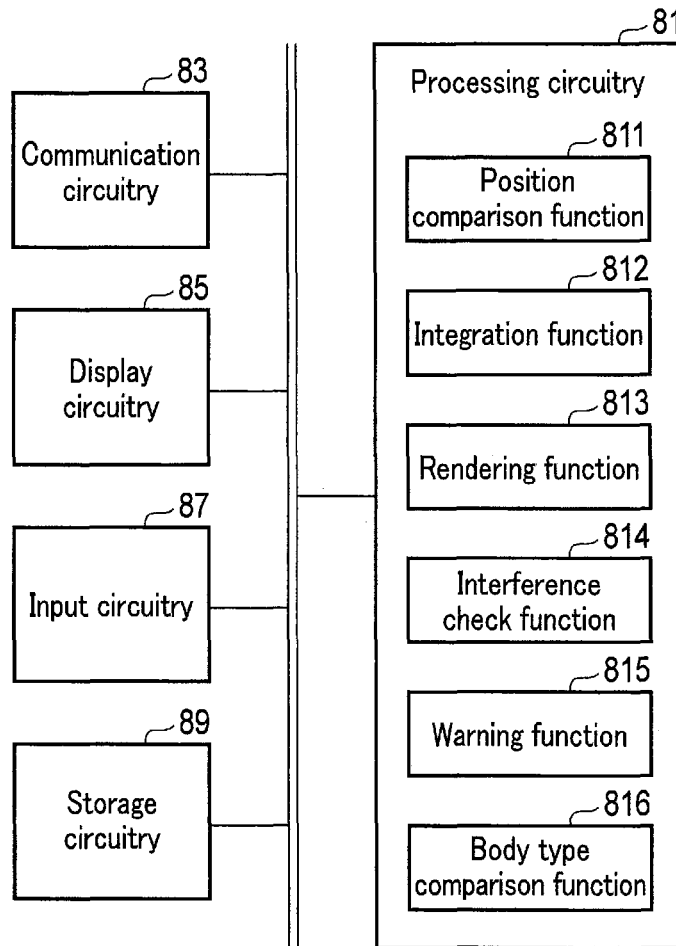 83
Communication
circuitry
85
Display
circuitry
87
Input circuitry
89
Storage
circuitry
81
Processing circuitry
811
Position
comparison function
812
Integration function
813
Rendering function
814
Interference
check function
815
Warning function
816
Body type
comparison function